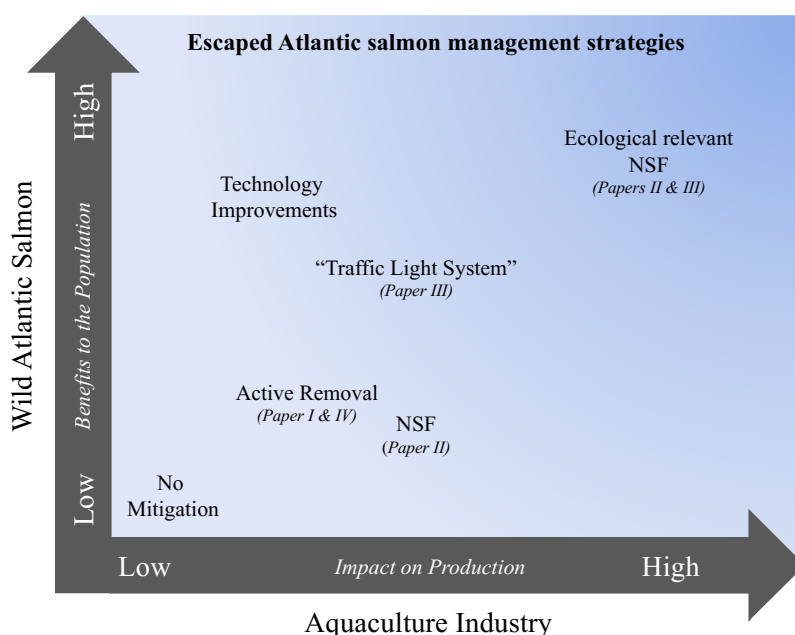 Escaped Atlantic salmon management strategies
Wild Atlantic Salmon
Benefits to the Population
High
Low
Ecological relevant
NSF
(Papers II & III)
Technology
Improvements
“Traffic Light System”
(Paper III)
Active Removal
(Paper I & IV)
NSF
(Paper II)
No
Mitigation
Low
Impact on Production
High
Aquaculture Industry